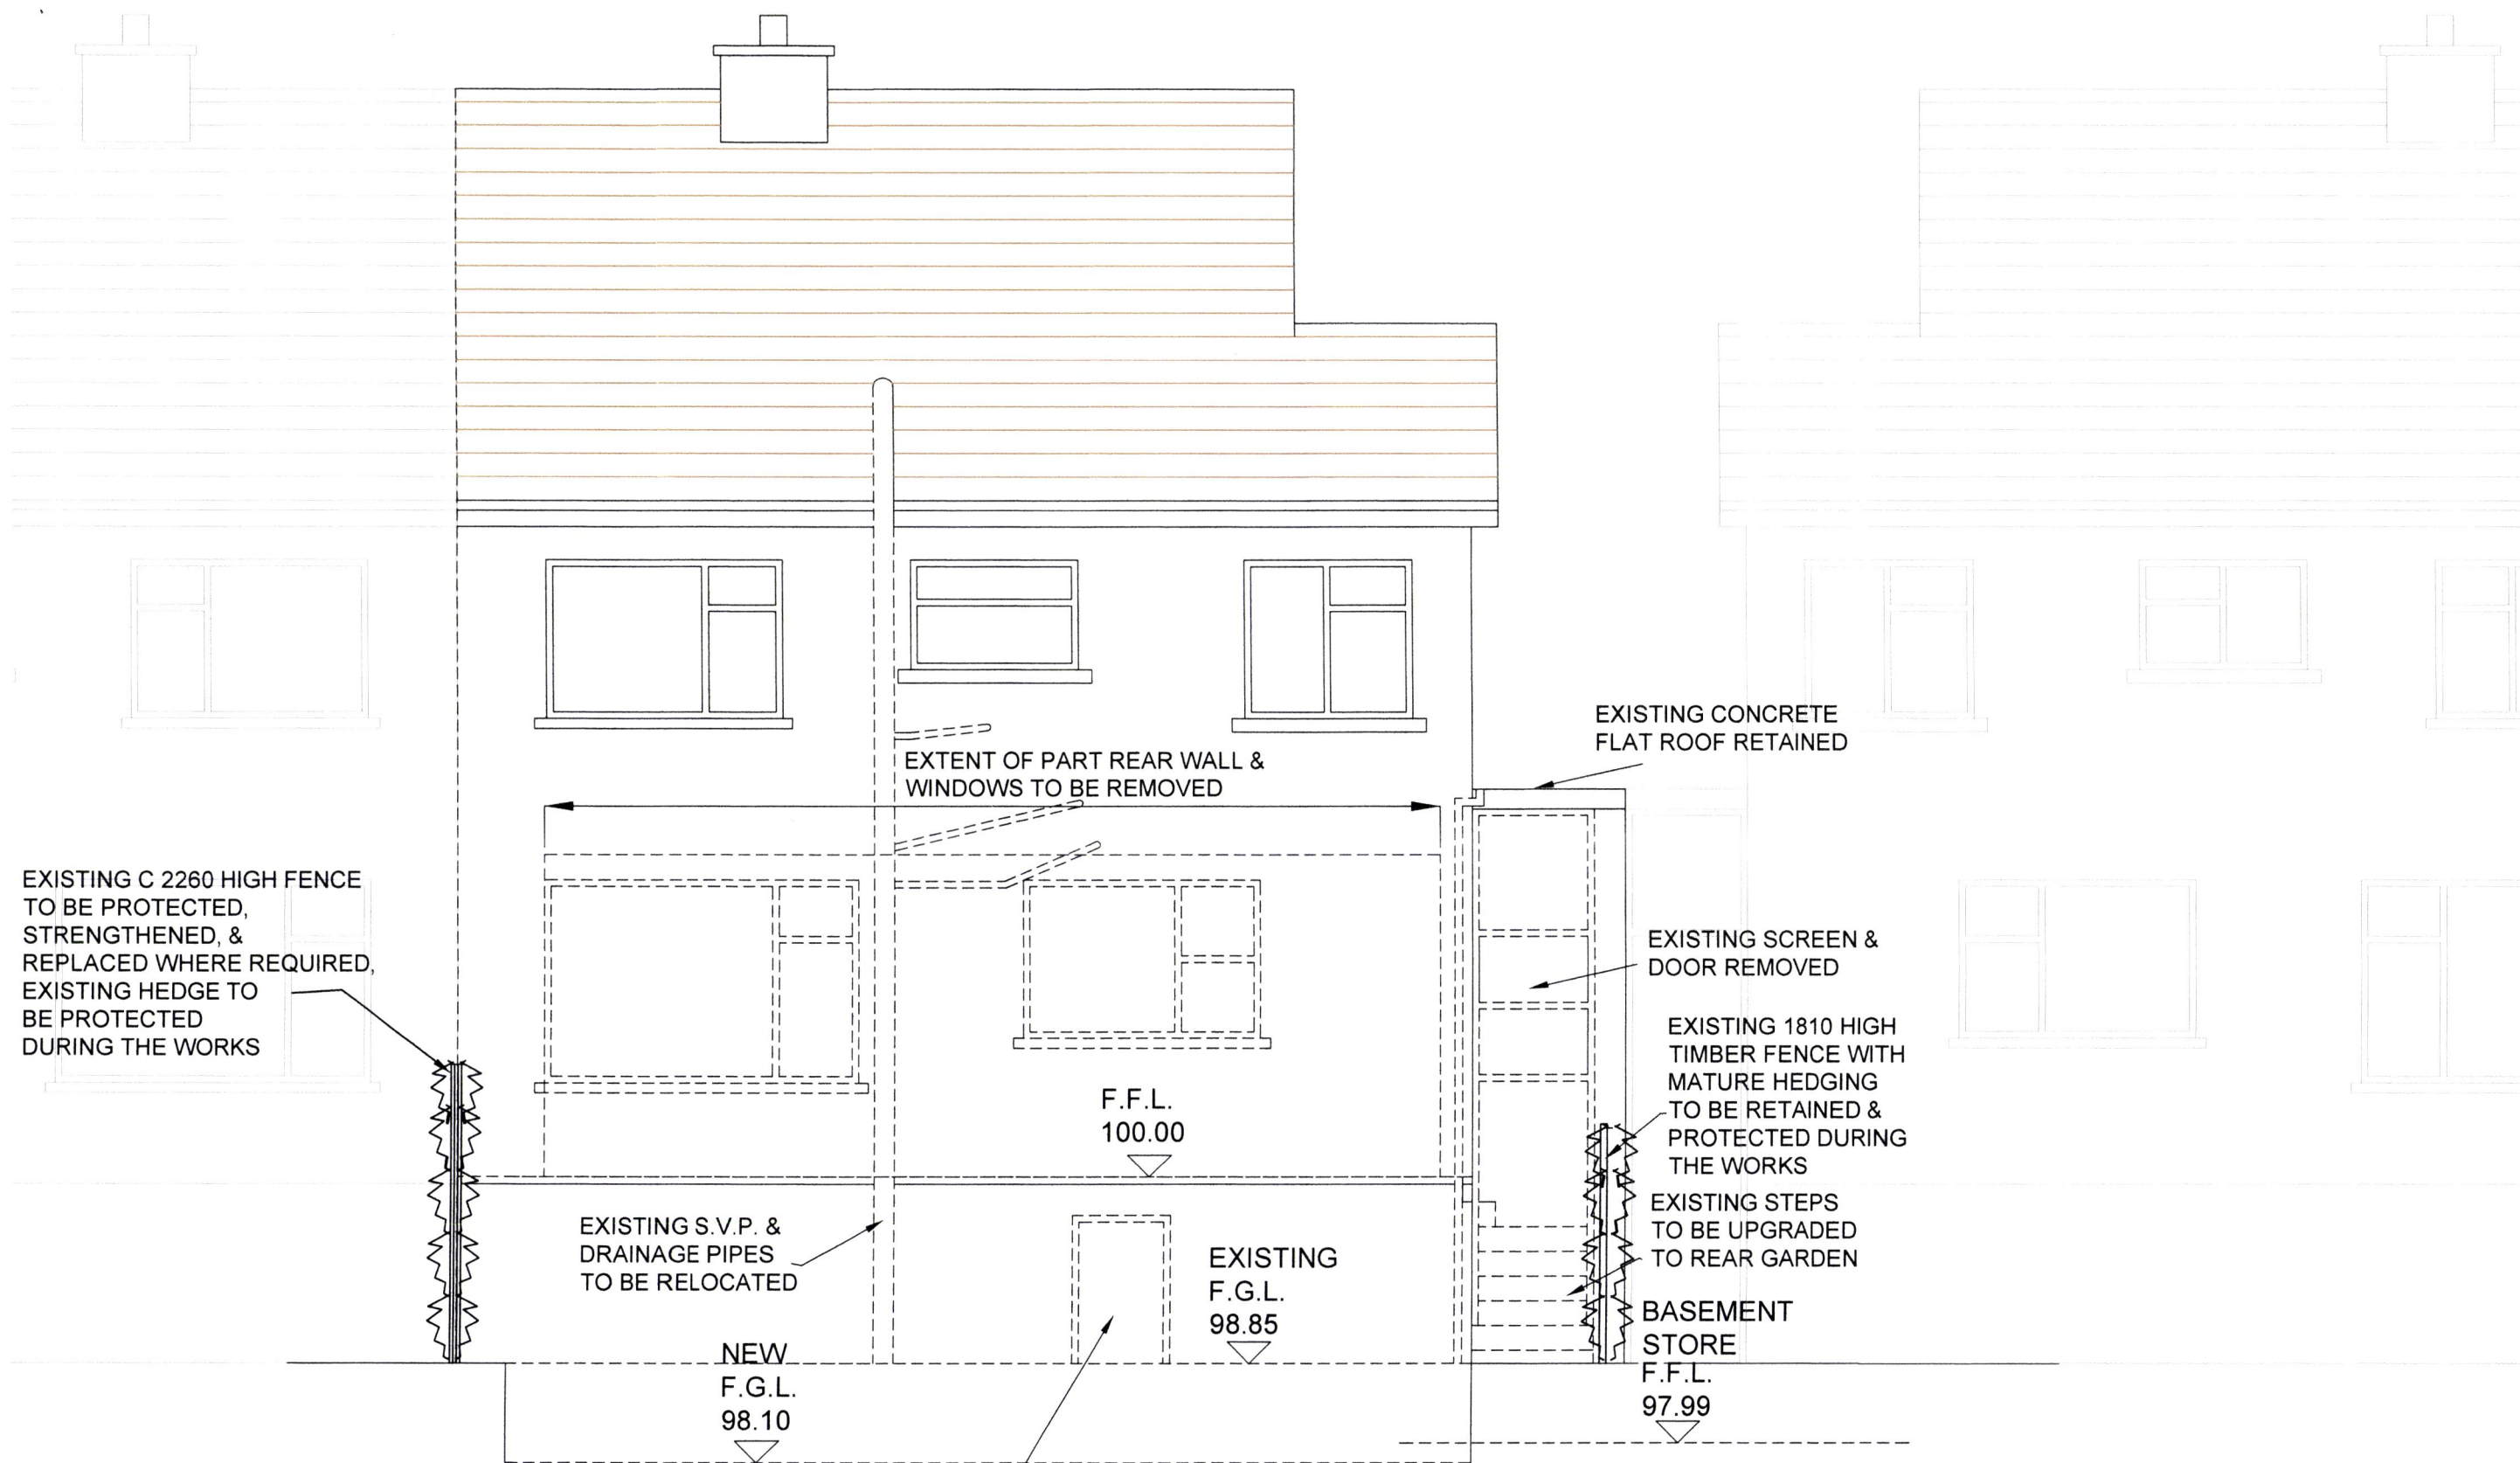 EXISTING CONCRETE
FLAT ROOF RETAINED
EXTENT OF PART REAR WALL &
WINDOWS TO BE REMOVED
EXISTING C 2260 HIGH FENCE
TO BE PROTECTED,
STRENGTHENED, &
REPLACED WHERE REQUIRED,
EXISTING HEDGE TO
BE PROTECTED
DURING THE WORKS
EXISTING SCREEN &
DOOR REMOVED
EXISTING 1810 HIGH
TIMBER FENCE WITH
MATURE HEDGING
TO BE RETAINED &
PROTECTED DURING
THE WORKS
F.F.L.
100.00
EXISTING STEPS
TO BE UPGRADED
TO REAR GARDEN
EXISTING S.V.P. &
DRAINAGE PIPES
TO BE RELOCATED
EXISTING
F.G.L.
98.85
BASEMENT
STORE
F.F.L.
97.99
NEW
F.G.L.
98.10